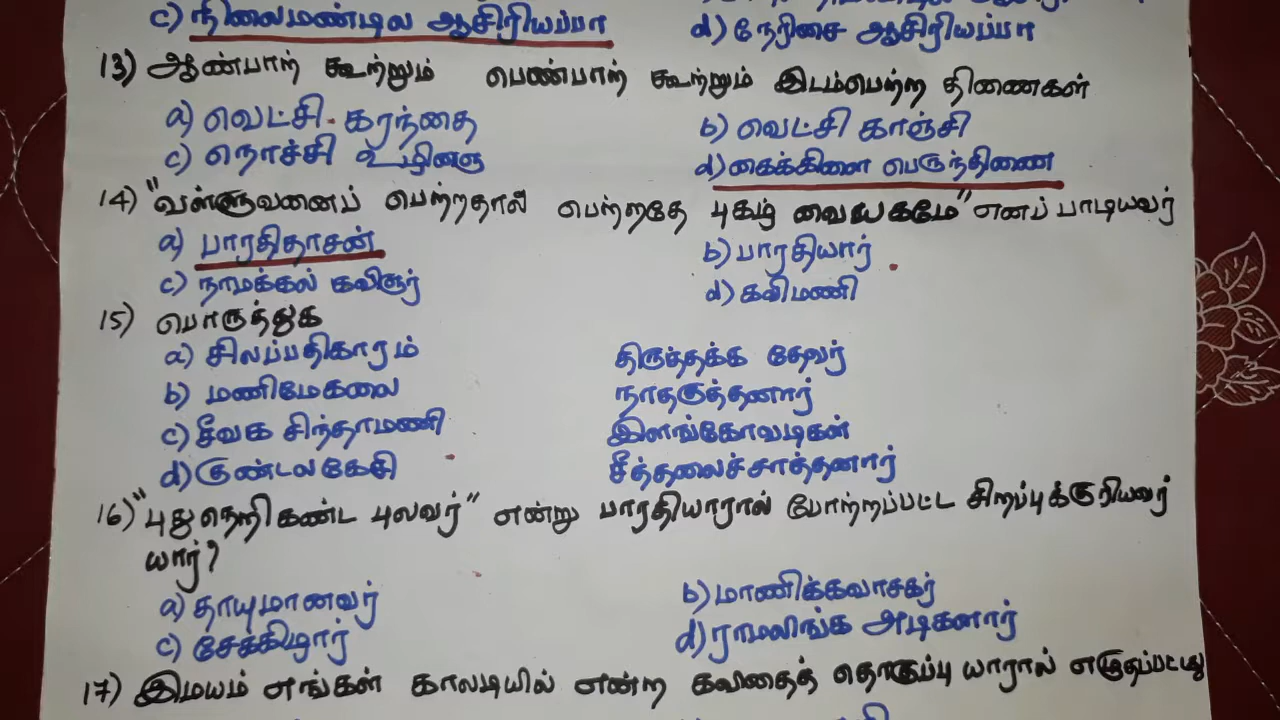 c) நிலைமண்டில ஆசிரியப்பா d) நேரிசை ஆசிரியப்பா
13) ஆண்பாற் கூற்றும் பெண்பாற் கூற்றும் இடம்பெற்ற திணைகள்
a) வெட்சி கரந்தை b) வெட்சி காஞ்சி
c) நொச்சி உழிஞை d) கைக்கிளை பெருந்திணை
14) "வள்ளுவனைப் பெற்றதால் பெற்றதே புகழ் வையகமே" எனப் பாடியவர்
a) பாரதிதாசன் b) பாரதியார்
c) நாமக்கல் கவிஞர் d) கவிமணி
15) பொருத்துக
a) சிலப்பதிகாரம் திருத்தக்க தேவர்
b) மணிமேகலை நாதகுத்தனார்
c) சீவக சிந்தாமணி இளங்கோவடிகள்
d) குண்டலகேசி சீத்தலைச்சாத்தனார்
16) "புதுநெறிகண்ட புலவர்" என்று பாரதியாரால் போற்றப்பட்ட சிறப்புக்குரியவர்
யார்?
a) தாயுமானவர் b) மாணிக்கவாசகர்
c) சேக்கிழார் d) ராமலிங்க அடிகளார்
17) இமயம் எங்கள் காலடியில் என்ற கவிதைத் தொகுப்பு யாரால் எழுதப்பட்டது